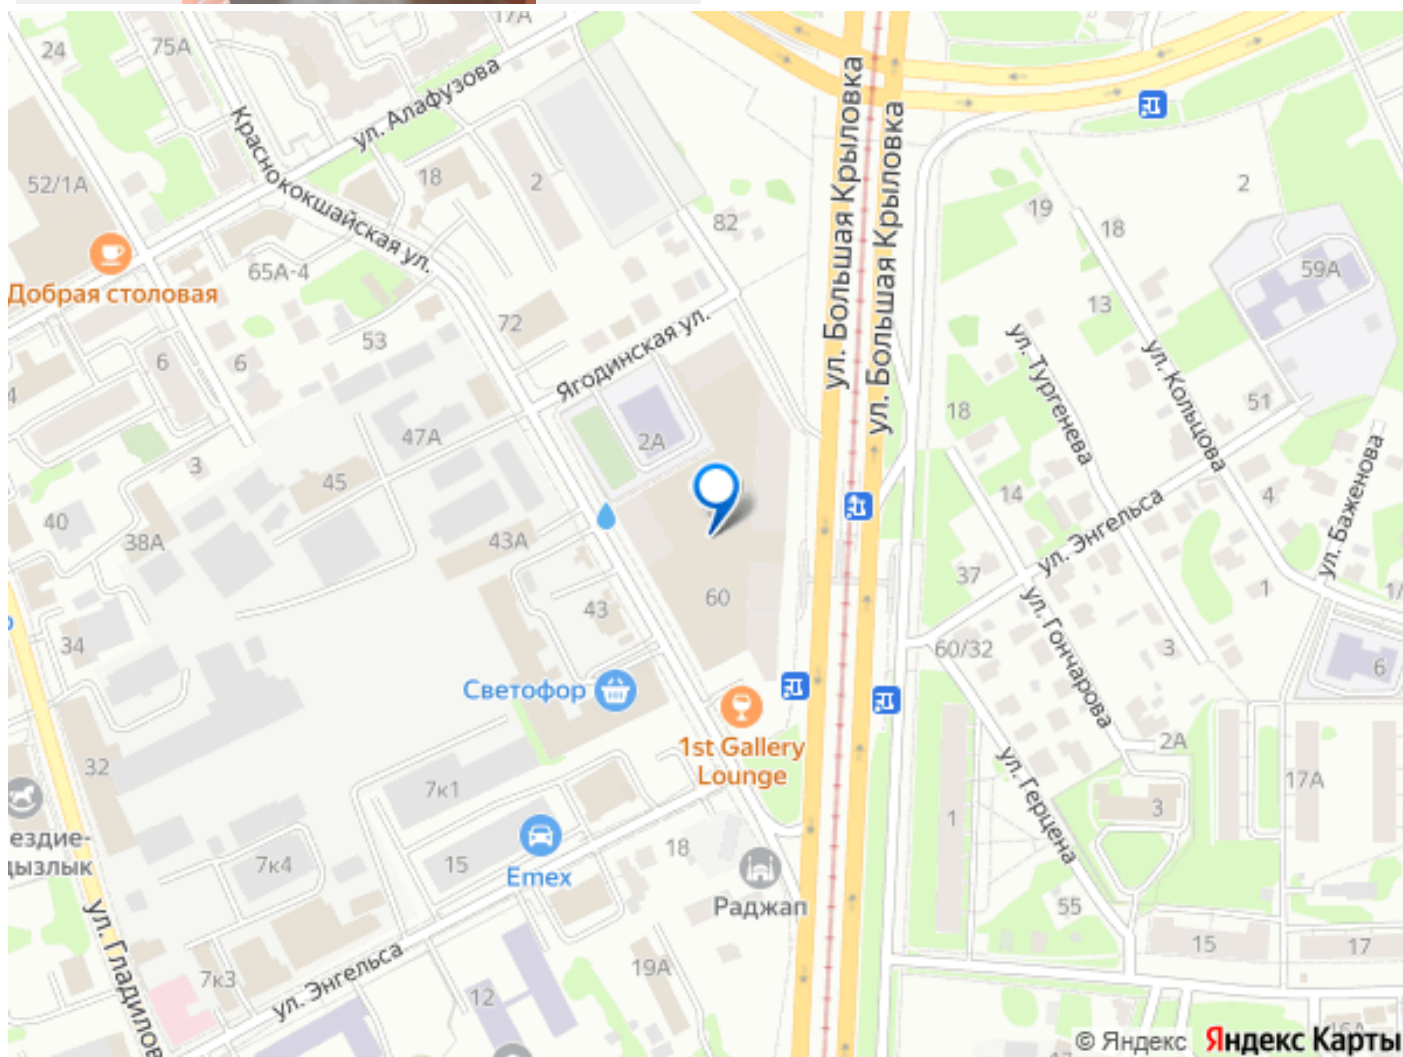 24
75А
17А
ул. Алафузова
Краснококшайская ул.
52/1А
18
2
82
Добрая столовая
65А-4
72
53
6
6
Ягодинская ул.
ул. Большая Крыловка
ул. Большая Крыловка
19
18
2
59А
13
ул. Тургенева
ул. Кольцова
51
18
47А
2А
3
45
40
38А
43А
14
4
ул. Энгельса
ул. Баженова
37
1
43
60
34
60/32
ул. Гончарова
3
6
Светофор
1st Gallery
Lounge
2А
32
7к1
17А
ул. Герцена
3
1
ездие-
7к4
15
Emex
18
Раджап
55
ул. Гладилов
15
17
19А
7к3
12
ул. Энгельса
© Яндекс Яндекс Карты